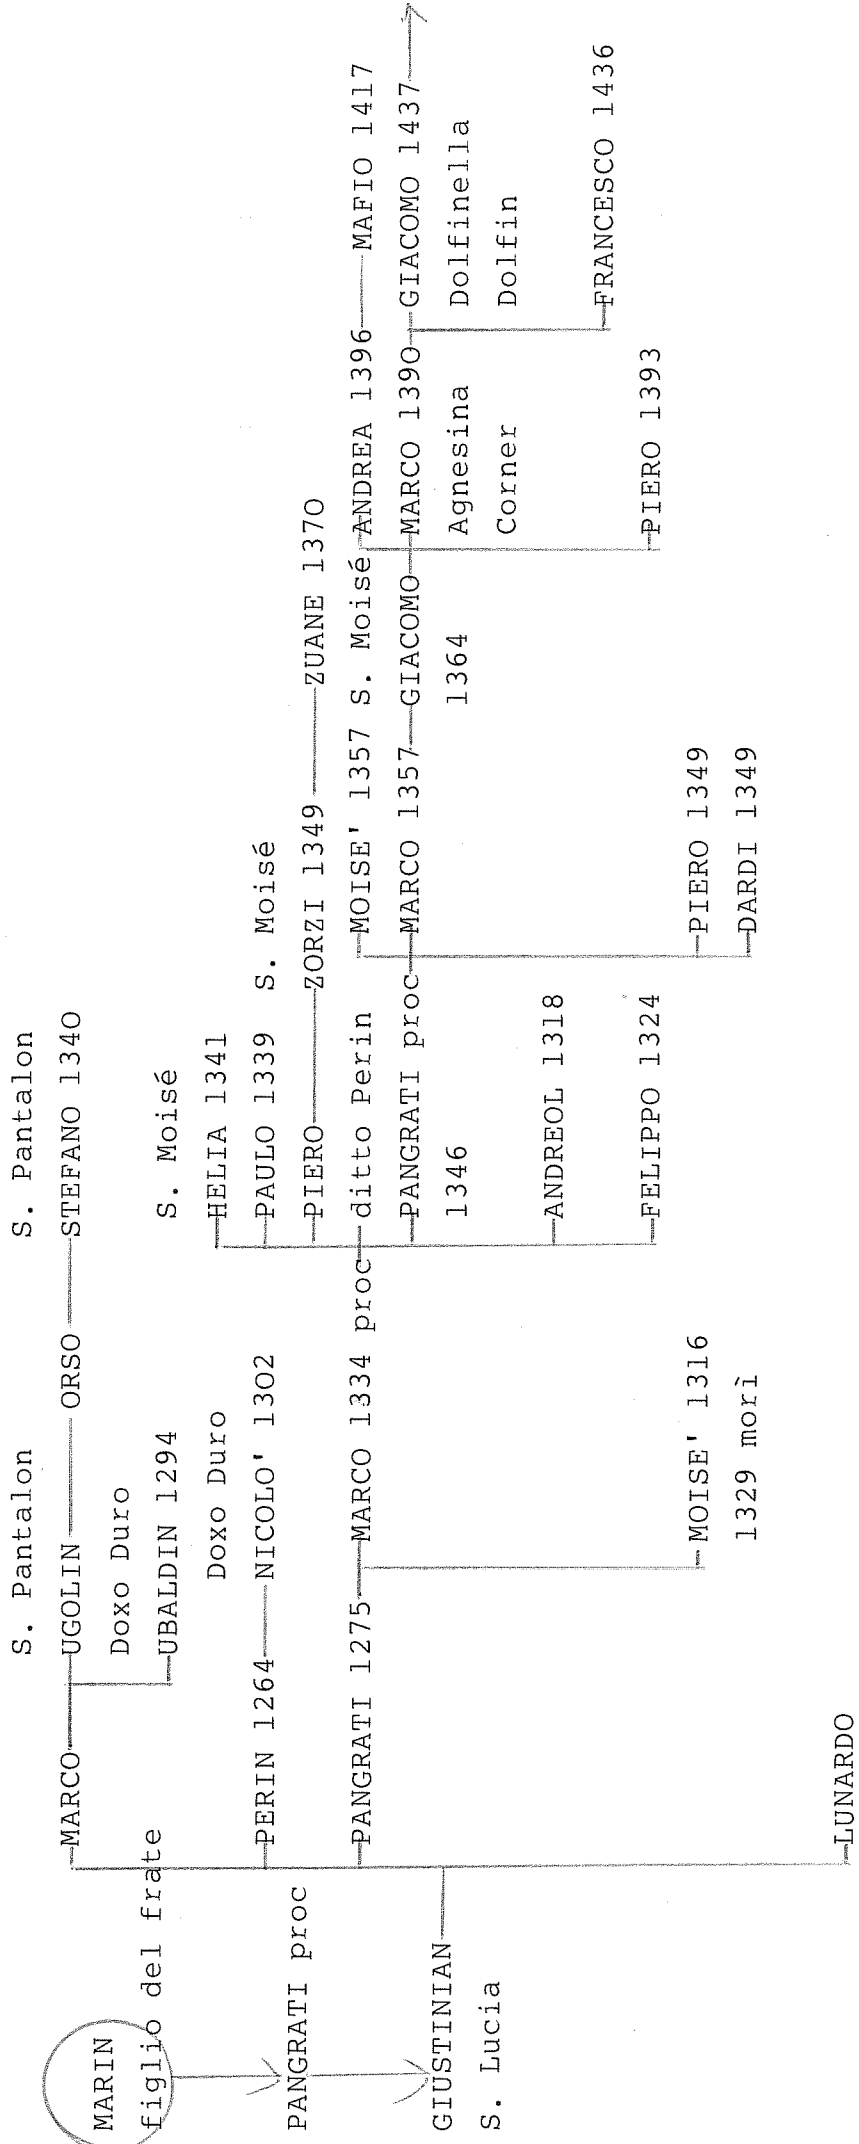 S. Pantalon S. Pantalon
MARCO UGOLIN ORSO STEFANO 1340
MARIN
Doxo Duro
figlio del frate
UBALDIN 1294 S. Moisé
Doxo Duro HELIA 1341
PERIN 1264 NICOLO' 1302 PAULO 1339 S. Moisé
PANGRATI proc
PIERO ZORZI 1349 ZUANE 1370
PANGRATI 1275 MARCO 1334 proc ditto Perin MOISE' 1357 S. Moisé ANDREA 1396 MAFIO 1417
PANGRATI proc MARCO 1357 GIACOMO MARCO 1390 GIACOMO 1437
GIUSTINIAN
1346 1364 Agnesina Dolfinella
S. Lucia
Corner Dolfin
ANDREOL 1318
FRANCESCO 1436
FELIPPO 1324 PIERO 1393
MOISE' 1316 PIERO 1349
1329 morì DARDI 1349
LUNARDO